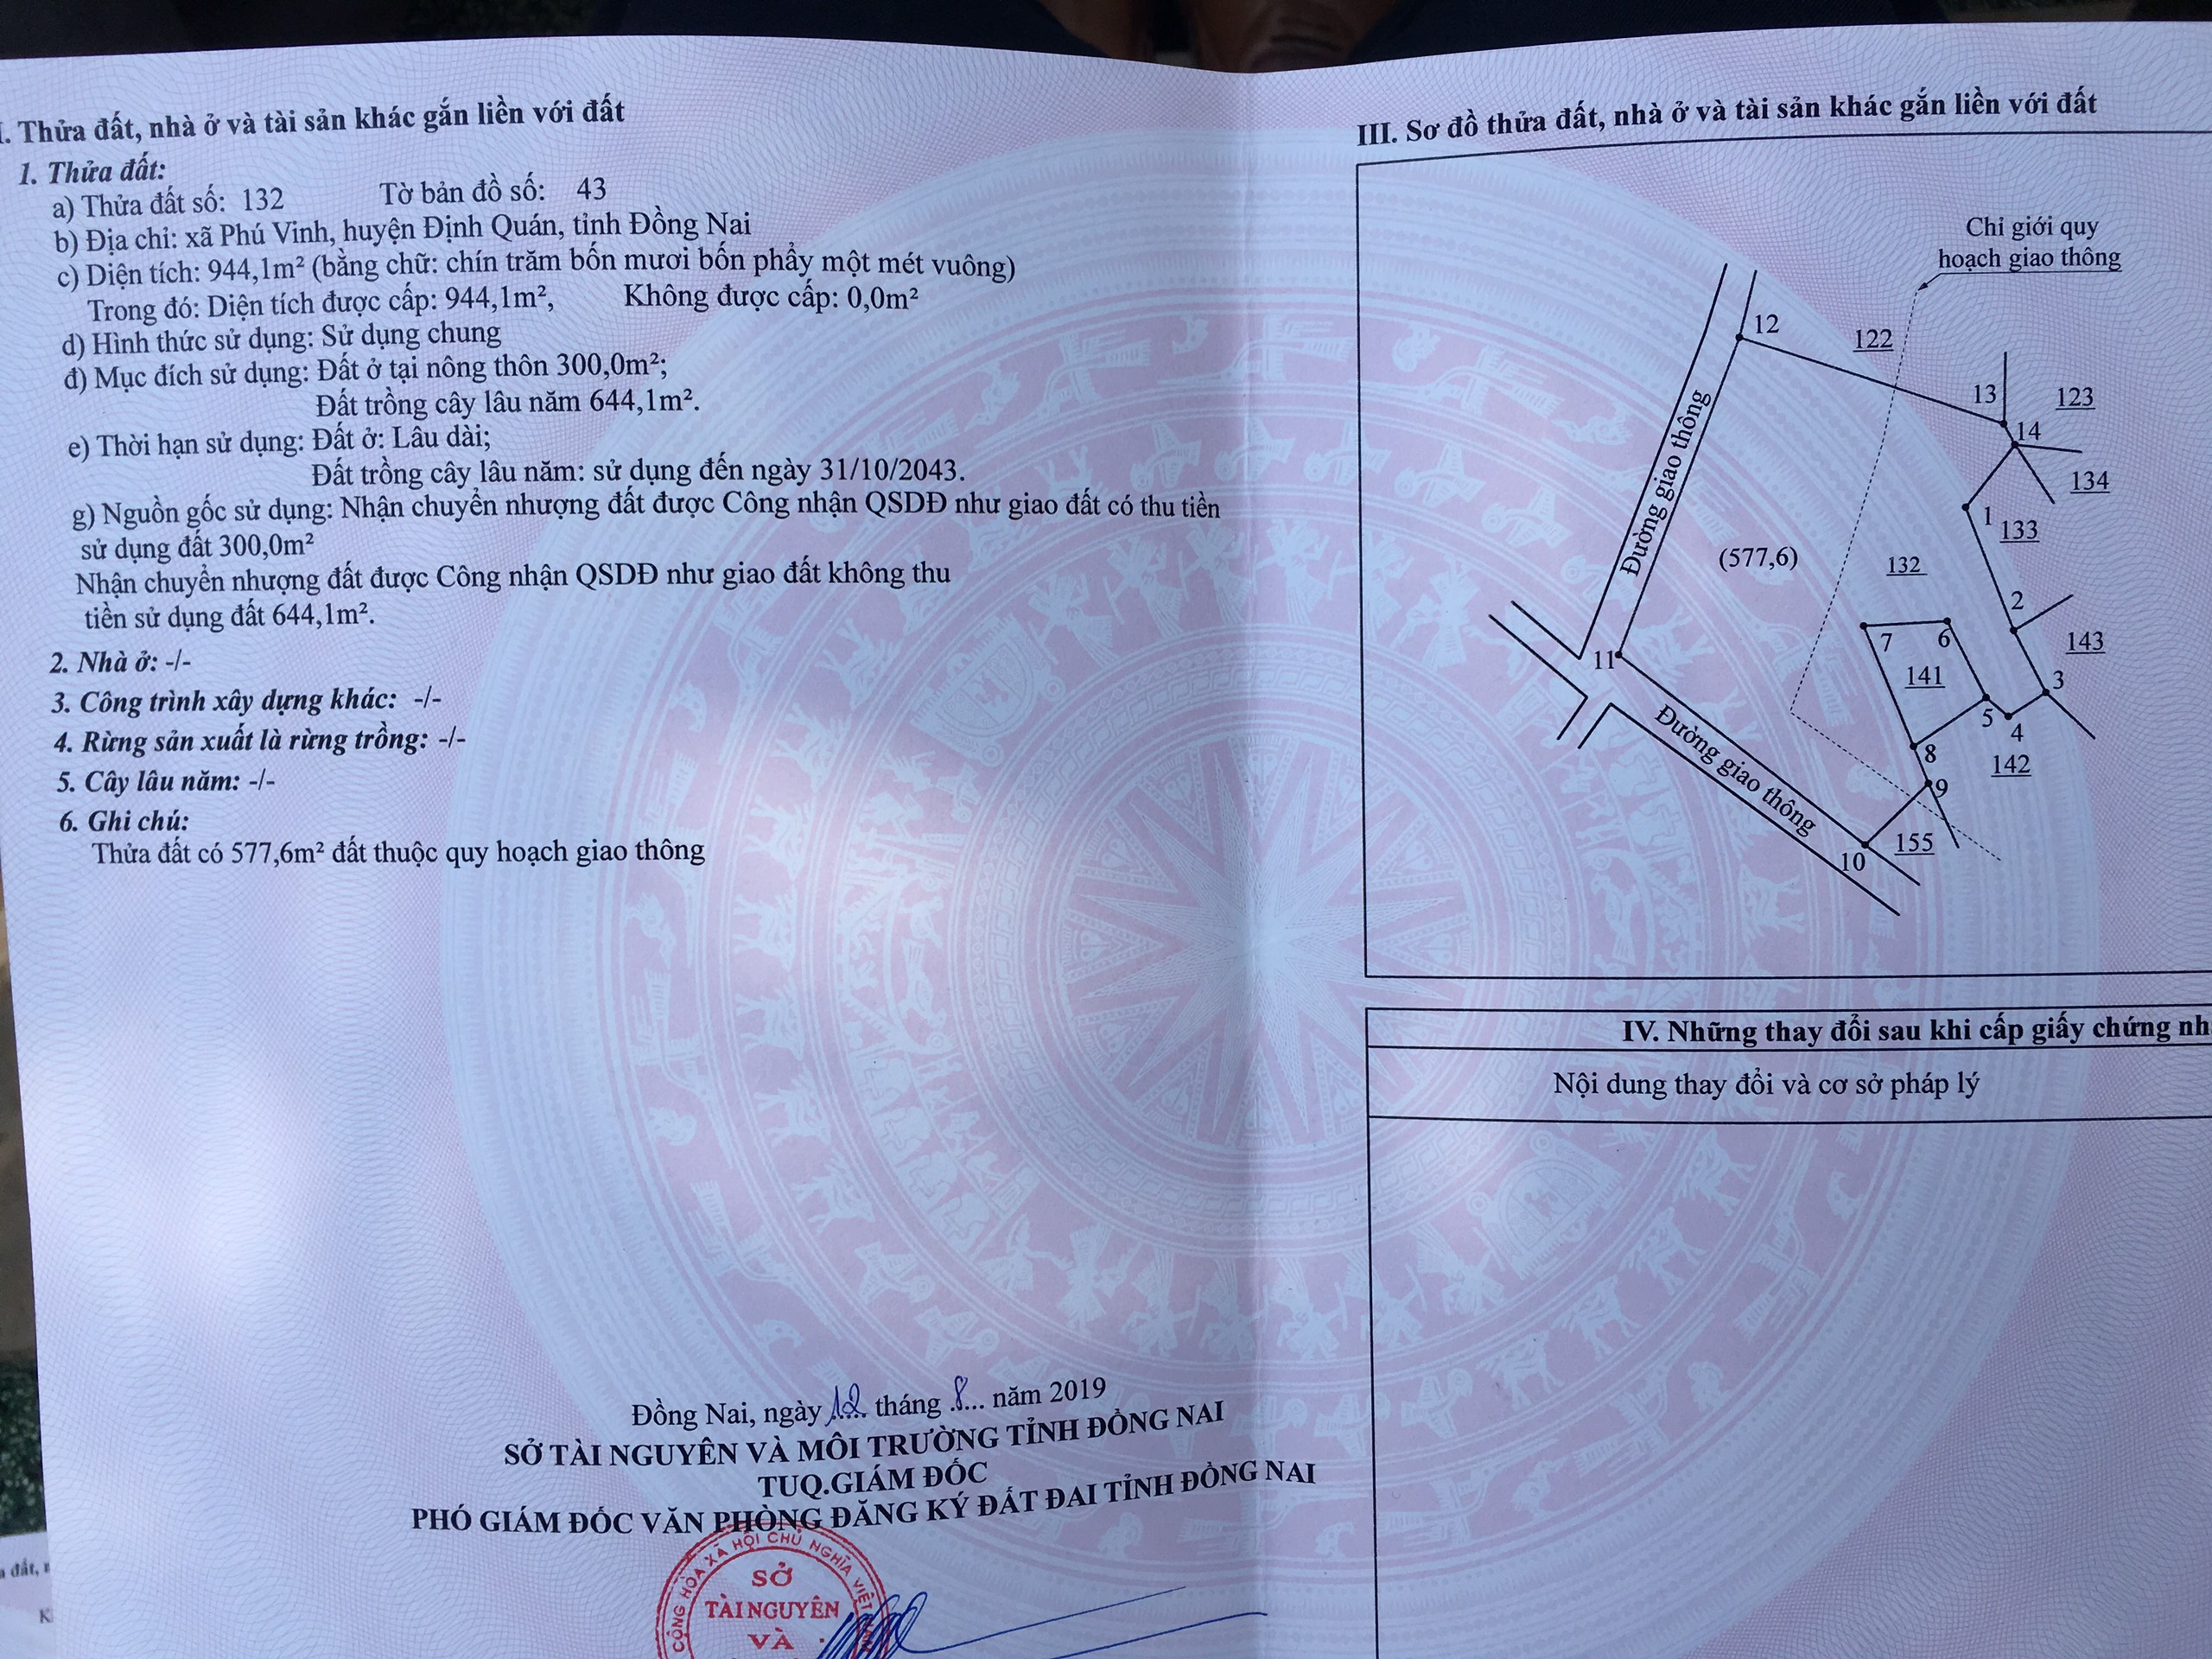 I. Thửa đất, nhà ở và tài sản khác gắn liền với đất
1. Thửa đất:
a) Thửa đất số: 132 Tờ bản đồ số: 43
b) Địa chỉ: xã Phú Vinh, huyện Định Quán, tỉnh Đồng Nai
c) Diện tích: 944,1m² (bằng chữ: chín trăm bốn mươi bốn phẩy một mét vuông)
Trong đó: Diện tích được cấp: 944,1m², Không được cấp: 0,0m²
d) Hình thức sử dụng: Sử dụng chung
đ) Mục đích sử dụng: Đất ở tại nông thôn 300,0m²;
Đất trồng cây lâu năm 644,1m².
e) Thời hạn sử dụng: Đất ở: Lâu dài;
Đất trồng cây lâu năm: sử dụng đến ngày 31/10/2043.
g) Nguồn gốc sử dụng: Nhận chuyển nhượng đất được Công nhận QSDĐ như giao đất có thu tiền
sử dụng đất 300,0m²
Nhận chuyển nhượng đất được Công nhận QSDĐ như giao đất không thu
tiền sử dụng đất 644,1m².
2. Nhà ở: -/-
3. Công trình xây dựng khác: -/-
4. Rừng sản xuất là rừng trồng: -/-
5. Cây lâu năm: -/-
6. Ghi chú:
Thửa đất có 577,6m² đất thuộc quy hoạch giao thông
Đồng Nai, ngày 12 tháng 8 năm 2019
SỞ TÀI NGUYÊN VÀ MÔI TRƯỜNG TỈNH ĐỒNG NAI
TUQ.GIÁM ĐỐC
PHÓ GIÁM ĐỐC VĂN PHÒNG ĐĂNG KÝ ĐẤT ĐAI TỈNH ĐỒNG NAI
CỘNG HÒA XÃ HỘI CHỦ NGHĨA VIỆT NAM
SỞ
TÀI NGUYÊN
VÀ
III. Sơ đồ thửa đất, nhà ở và tài sản khác gắn liền với đất
Chỉ giới quy
hoạch giao thông
12
122
13
123
14
134
Đường giao thông
1
133
(577,6)
132
2
7
6
143
11
141
3
5
4
Đường giao thông
8
142
9
155
10
IV. Những thay đổi sau khi cấp giấy chứng nh
Nội dung thay đổi và cơ sở pháp lý